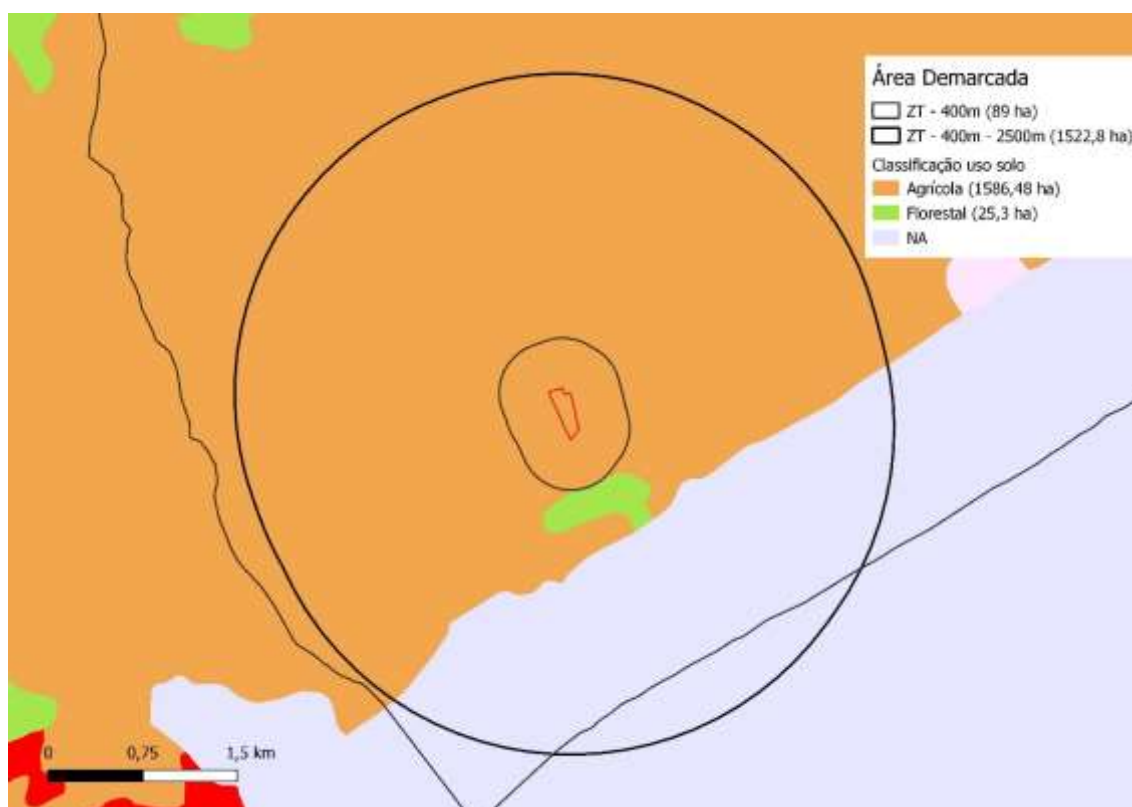 Área Demarcada
ZT - 400m (89 ha)
ZT - 400m - 2500m (1522,8 ha)
Classificação uso solo
Agrícola (1586,48 ha)
Florestal (25,3 ha)
NA
0 0,75 1,5 km